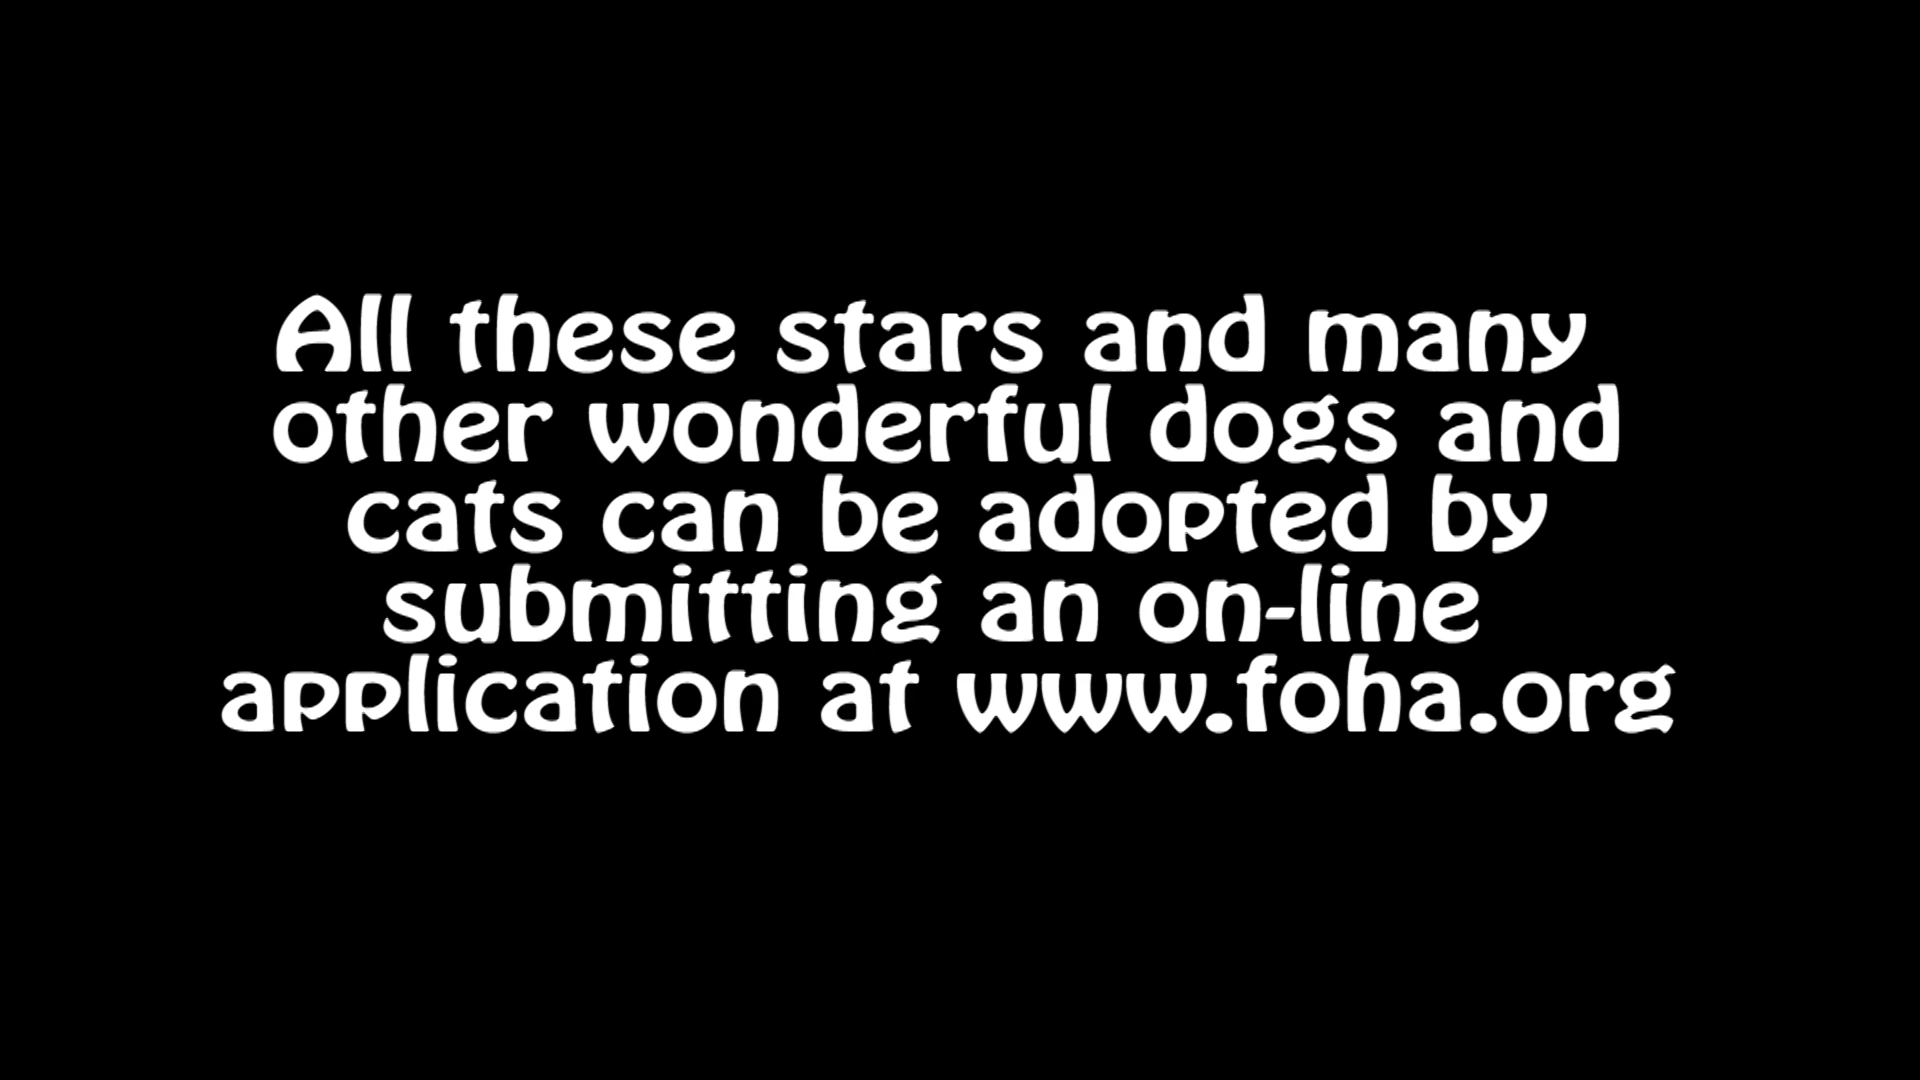 All these stars and many
other wonderful dogs and
cats can be adopted by
submitting an on-line
application at www.foha.org